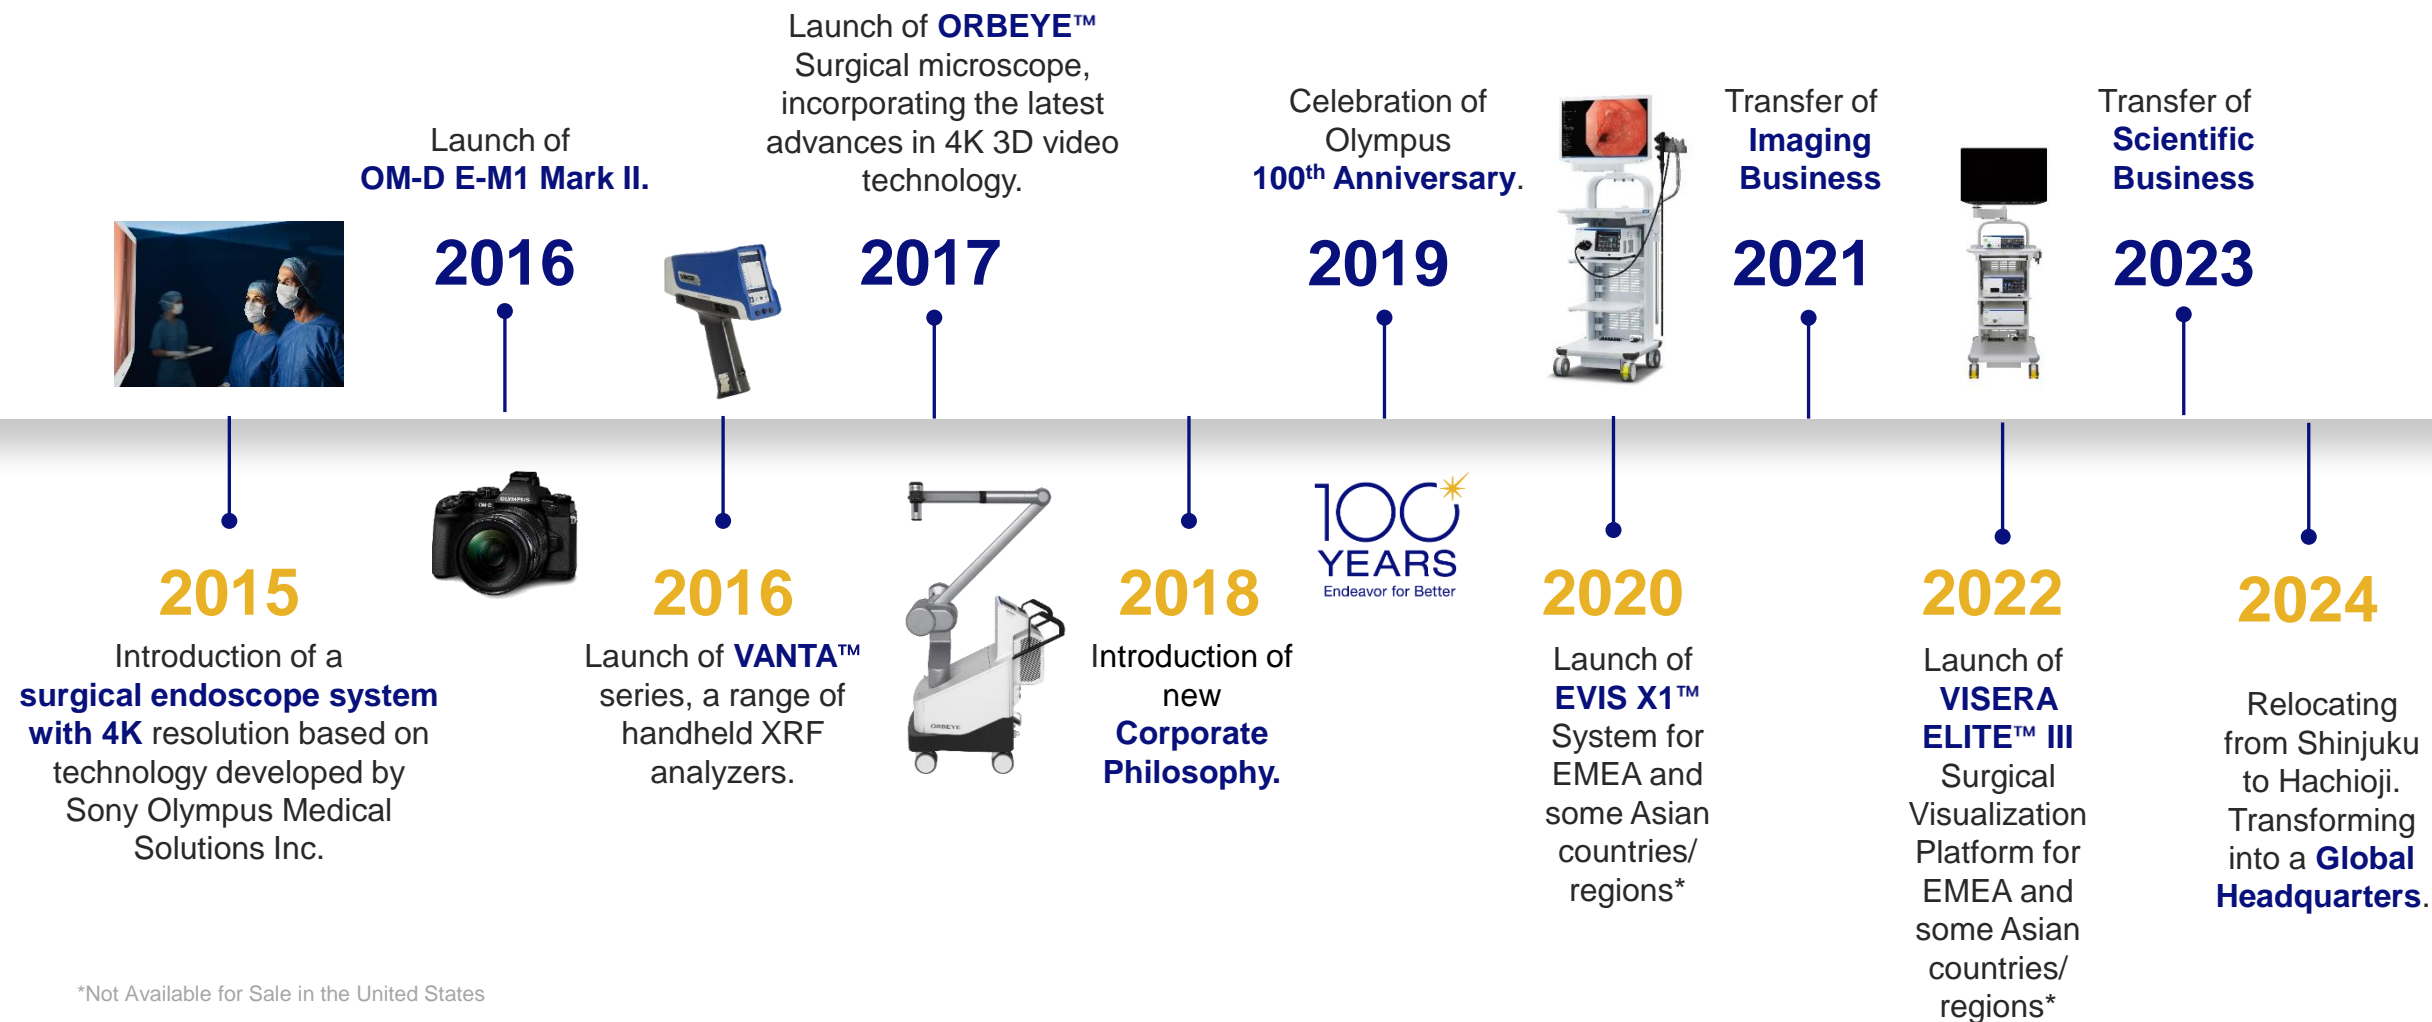 Launch of ORBEYE™
Surgical microscope,
incorporating the latest
advances in 4K 3D video
technology.
Launch of
OM-D E-M1 Mark II.
Celebration of
Olympus
100th Anniversary.
Transfer of
Imaging
Business
Transfer of
Scientific
Business
2016
2017
2019
2021
2023
OLYMPUS
OM-D
100
YEARS
Endeavor for Better
ORBEYE
2015
Introduction of a
surgical endoscope system
with 4K resolution based on
technology developed by
Sony Olympus Medical
Solutions Inc.
2016
Launch of VANTA™
series, a range of
handheld XRF
analyzers.
2018
Introduction of
new
Corporate
Philosophy.
2020
Launch of
EVIS X1™
System for
EMEA and
some Asian
countries/
regions*
2022
Launch of
VISERA
ELITE™ III
Surgical
Visualization
Platform for
EMEA and
some Asian
countries/
regions*
2024
Relocating
from Shinjuku
to Hachioji.
Transforming
into a Global
Headquarters.
*Not Available for Sale in the United States